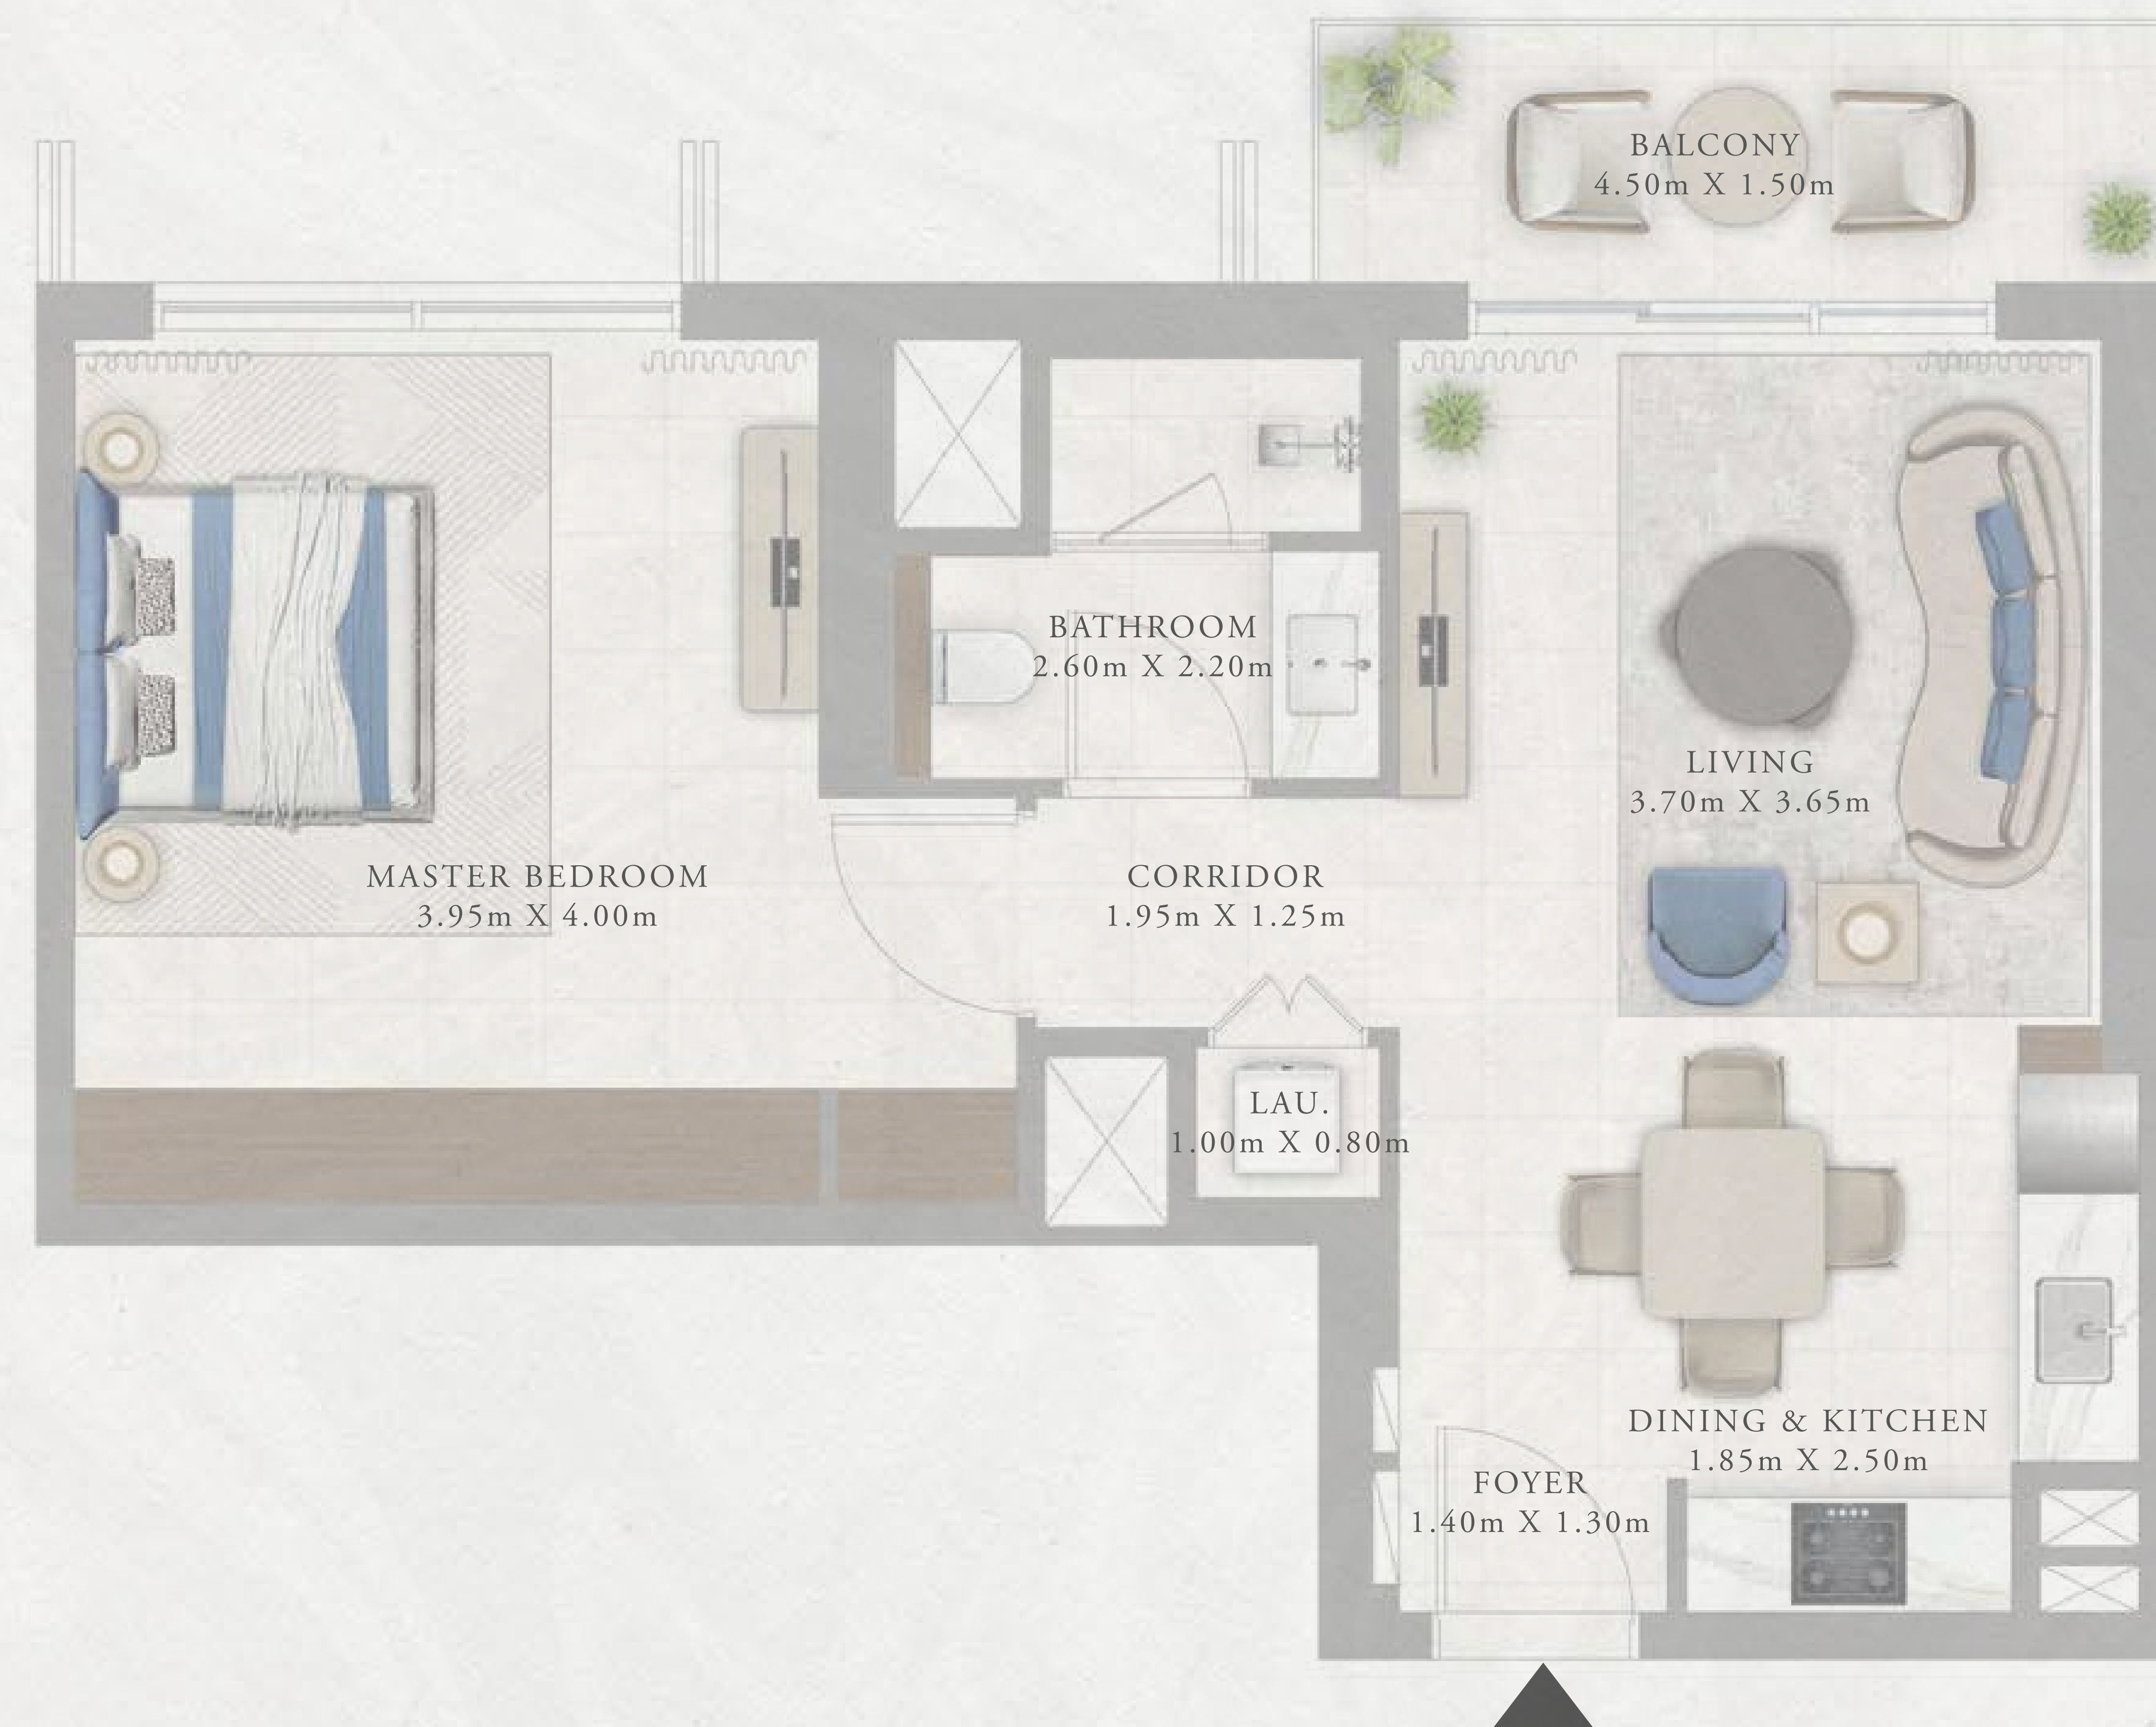 BALCONY
4.50m X 1.50m
BATHROOM
2.60m X 2.20m
LIVING
3.70m X 3.65m
MASTER BEDROOM
3.95m X 4.00m
CORRIDOR
1.95m X 1.25m
LAU.
1.00m X 0.80m
DINING & KITCHEN
1.85m X 2.50m
FOYER
1.40m X 1.30m